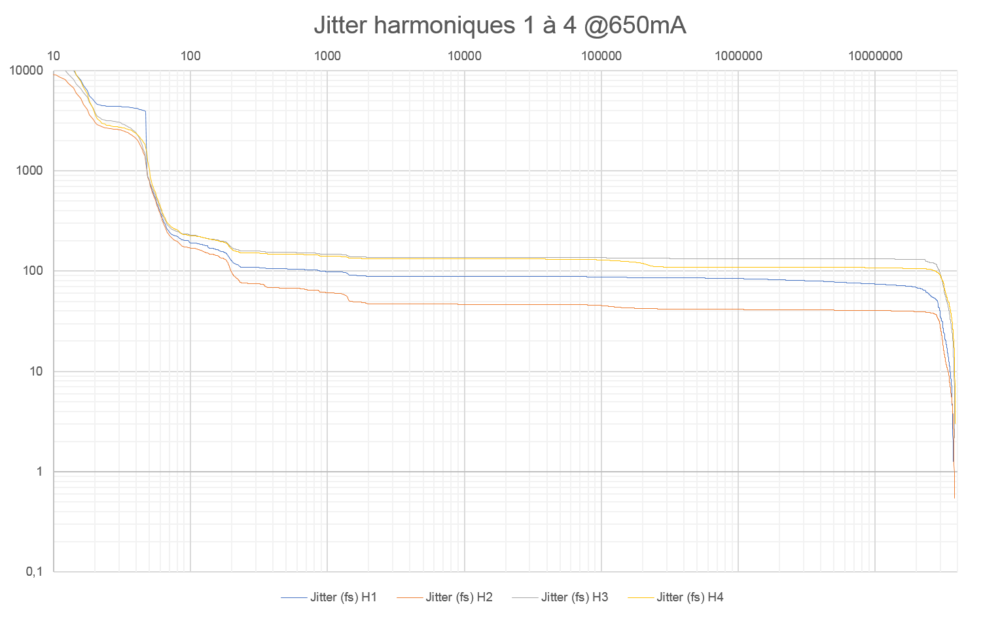 Jitter harmoniques 1 à 4 @650mA
10 100 1000 10000 100000 1000000 10000000
10000
1000
100
10
1
0,1
Jitter (fs) H1 Jitter (fs) H2 Jitter (fs) H3 Jitter (fs) H4